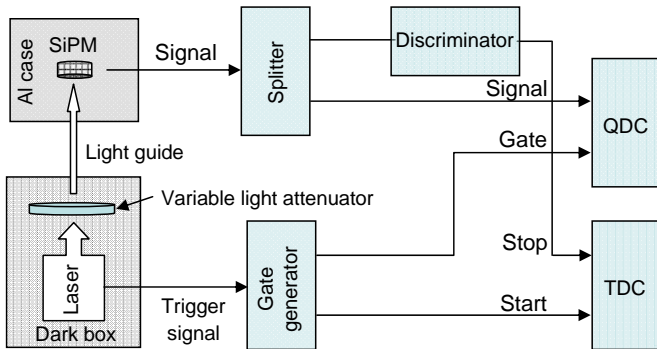 SiPM
Al case
Signal
Splitter
Discriminator
Signal
QDC
Gate
Light guide
Variable light attenuator
Laser
Dark box
Trigger
signal
Gate
generator
Stop
Start
TDC